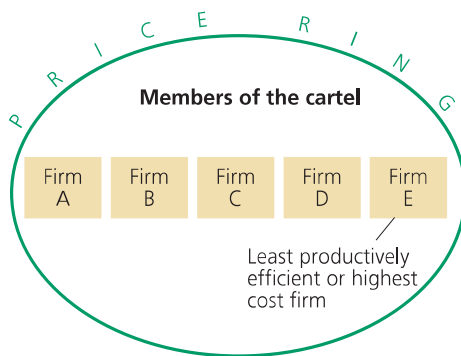 PRICE RING
Members of the cartel
Firm
A
Firm
B
Firm
C
Firm
D
Firm
E
Least productively
efficient or highest
cost firm